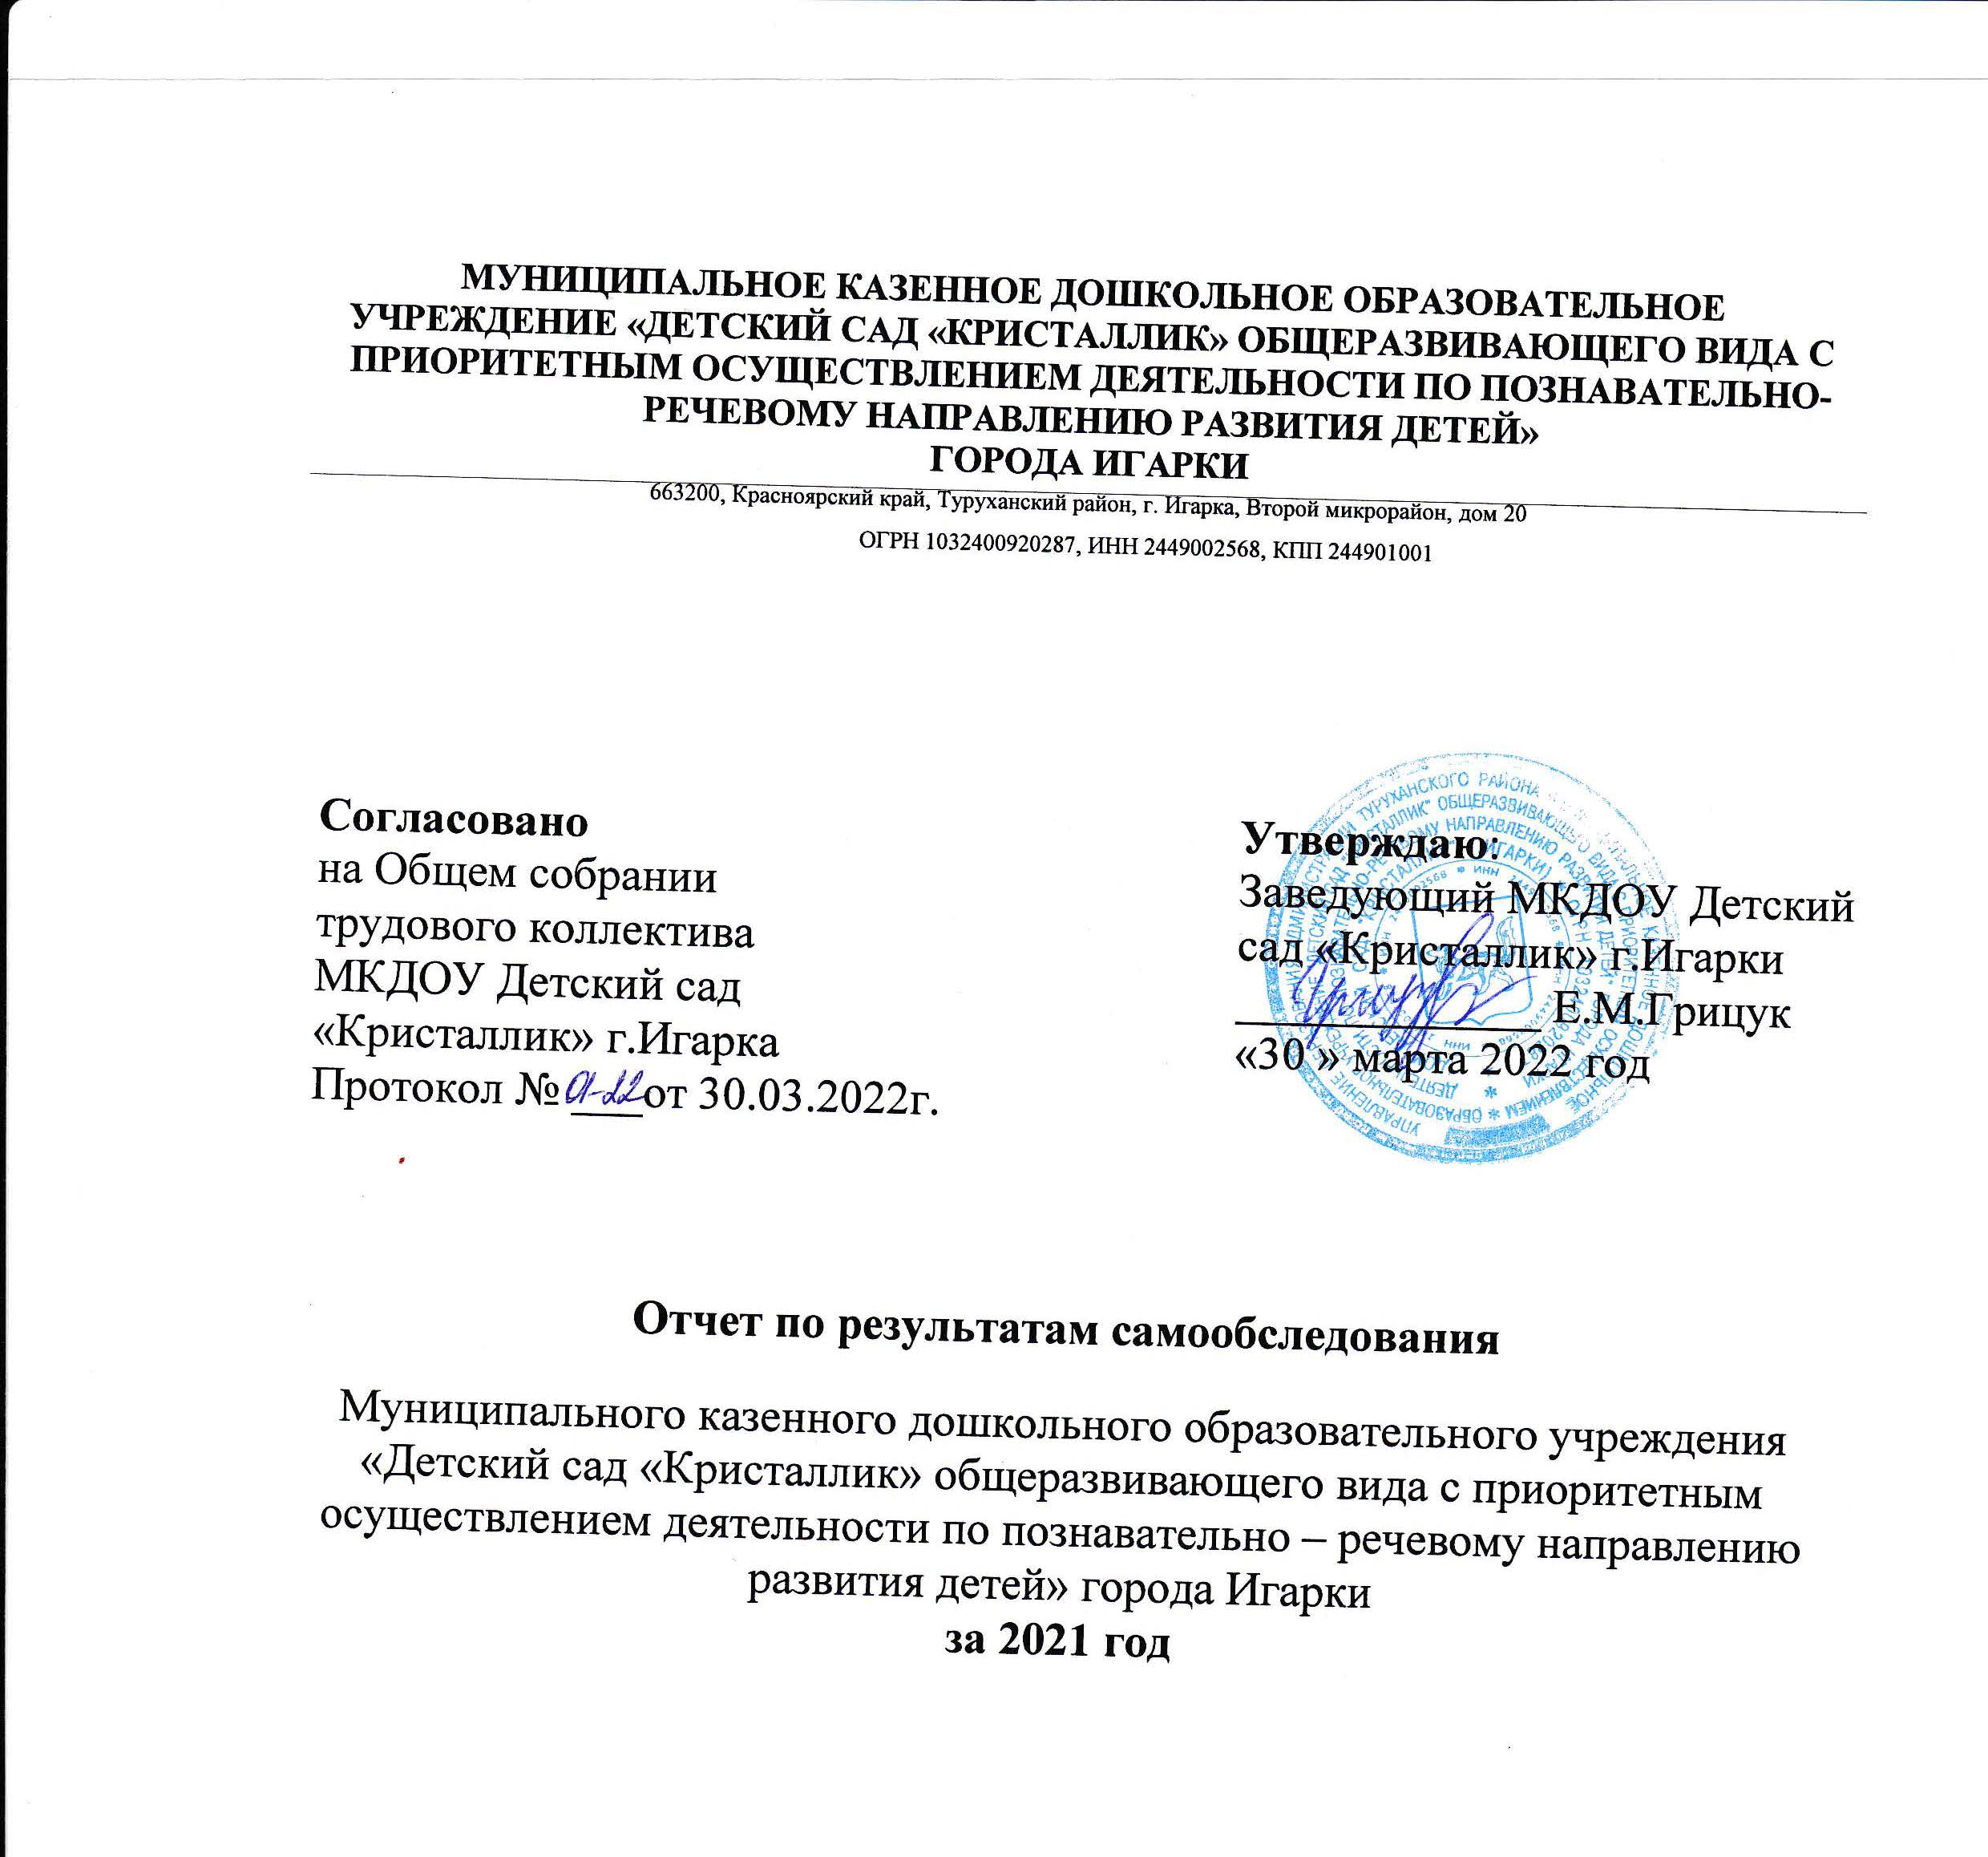 МУНИЦИПАЛЬНОЕ КАЗЕННОЕ ДОШКОЛЬНОЕ ОБРАЗОВАТЕЛЬНОЕ
УЧРЕЖДЕНИЕ «ДЕТСКИЙ САД «КРИСТАЛЛИК» ОБЩЕРАЗВИВАЮЩЕГО ВИДА С
ПРИОРИТЕТНЫМ ОСУЩЕСТВЛЕНИЕМ ДЕЯТЕЛЬНОСТИ ПО ПОЗНАВАТЕЛЬНО-
РЕЧЕВОМУ НАПРАВЛЕНИЮ РАЗВИТИЯ ДЕТЕЙ»
ГОРОДА ИГАРКИ
663200, Красноярский край, Туруханский район, г. Игарка, Второй микрорайон, дом 20
ОГРН 1032400920287, ИНН 2449002568, КПП 244901001
Согласовано
на Общем собрании
трудового коллектива
МКДОУ Детский сад
«Кристаллик» г.Игарка
Протокол № 01-22 от 30.03.2022г.
Утверждаю:
Заведующий МКДОУ Детский
сад «Кристаллик» г.Игарки
Е.М.Грицук
«30 » марта 2022 год
Отчет по результатам самообследования
Муниципального казенного дошкольного образовательного учреждения
«Детский сад «Кристаллик» общеразвивающего вида с приоритетным
осуществлением деятельности по познавательно – речевому направлению
развития детей» города Игарки
за 2021 год